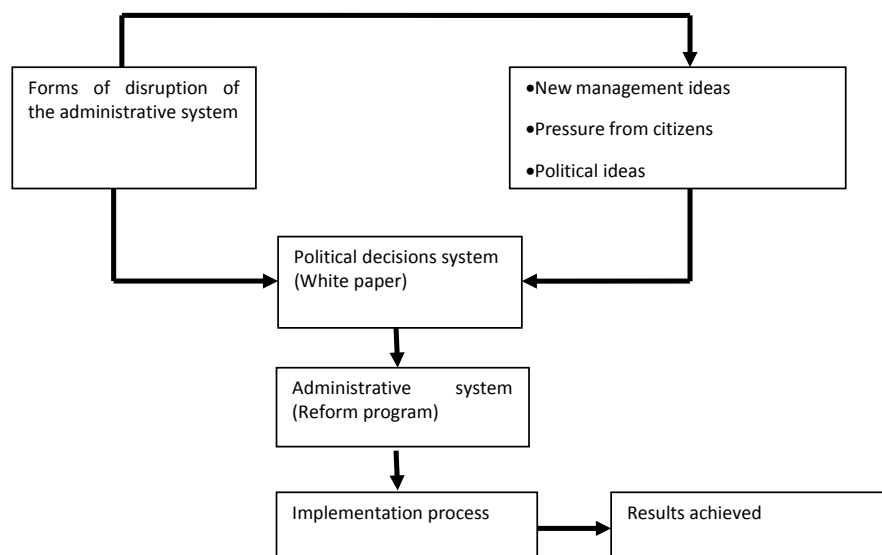 Forms of disruption of
the administrative system
•New management ideas
•Pressure from citizens
•Political ideas
Political decisions system
(White paper)
Administrative system
(Reform program)
Implementation process
Results achieved